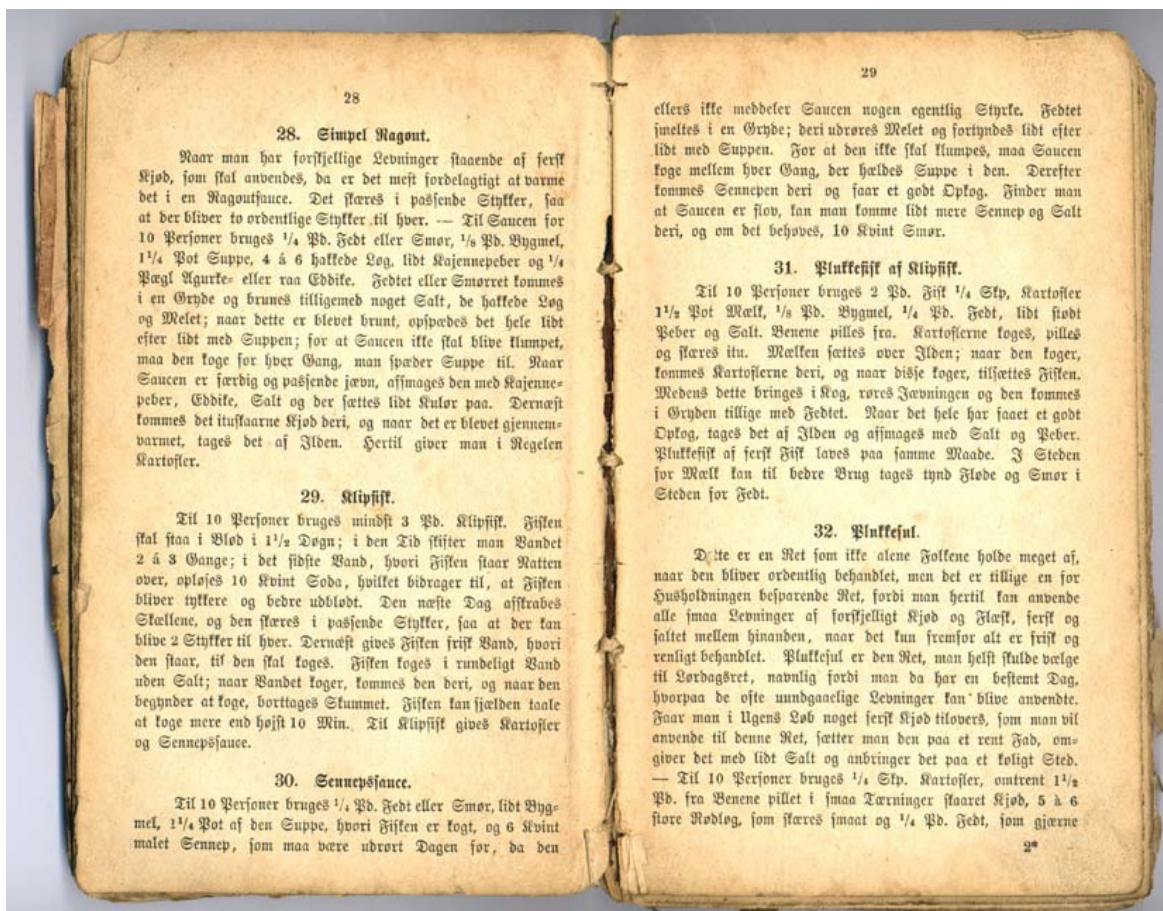 28
28. Simpel Ragout.
Naar man har forskjellige Levninger staaende af fersk
Kjød, som skal anvendes, da er det mest fordelagtigt at varme
det i en Ragoutsauce. Det skæres i passende Stykker, saa
at der bliver to ordentlige Stykker til hver. — Til Saucen for
10 Personer bruges 1/4 Pd. Fedt eller Smør, 1/8 Pd. Bygmel,
1 1/4 Pot Suppe, 4 á 6 hakkede Løg, lidt Kajennepeber og 1/4
Pægl Agurke= eller raa Eddike. Fedtet eller Smørret kommes
i en Gryde og brunes tilligemed noget Salt, de hakkede Løg
og Melet; naar dette er blevet brunt, opspædes det hele lidt
efter lidt med Suppen; for at Saucen ikke skal blive klumpet,
maa den koge for hver Gang, man spæder Suppe til. Naar
Saucen er færdig og passende jævn, afsmages den med Kajenne=
peber, Eddike, Salt og der sættes lidt Kulør paa. Dernæst
kommes det ituskaarne Kjød deri, og naar det er blevet gjennem=
varmet, tages det af Ilden. Hertil giver man i Regelen
Kartofler.
29. Klipfisk.
Til 10 Personer bruges mindst 3 Pd. Klipfisk. Fisken
skal staa i Blød i 1 1/2 Døgn; i den Tid skifter man Vandet
2 á 3 Gange; i det sidste Vand, hvori Fisken staar Natten
over, opløses 10 Kvint Soda, hvilket bidrager til, at Fisken
bliver tykkere og bedre udblødt. Den næste Dag afskrabes
Skællene, og den skæres i passende Stykker, saa at der kan
blive 2 Stykker til hver. Dernæst gives Fisken frisk Vand, hvori
den staar, til den skal koges. Fisken koges i rundeligt Vand
uden Salt; naar Vandet koger, kommes den deri, og naar den
begynder at koge, borttages Skummet. Fisken kan sjælden taale
at koge mere end højst 10 Min. Til Klipfisk gives Kartofler
og Sennepssauce.
30. Sennepssauce.
Til 10 Personer bruges 1/4 Pd. Fedt eller Smør, lidt Byg=
mel, 1 1/4 Pot af den Suppe, hvori Fisken er kogt, og 6 Kvint
malet Sennep, som maa være udrørt Dagen før, da den
29
ellers ikke meddeler Saucen nogen egentlig Styrke. Fedtet
smeltes i en Gryde; deri udrøres Melet og fortyndes lidt efter
lidt med Suppen. For at den ikke skal klumpes, maa Saucen
koge mellem hver Gang, der hældes Suppe i den. Derefter
kommes Sennepen deri og faar et godt Opkog. Finder man
at Saucen er flov, kan man komme lidt mere Sennep og Salt
deri, og om det behøves, 10 Kvint Smør.
31. Plukkefisk af Klipfisk.
Til 10 Personer bruges 2 Pd. Fisk 1/4 Skp, Kartofler
1 1/2 Pot Mælk, 1/8 Pd. Bygmel, 1/4 Pd. Fedt, lidt stødt
Peber og Salt. Benene pilles fra. Kartoflerne koges, pilles
og skæres itu. Mælken sættes over Ilden; naar den koger,
kommes Kartoflerne deri, og naar disse koger, tilsættes Fisken.
Medens dette bringes i Kog, røres Jævningen og den kommes
i Gryden tillige med Fedtet. Naar det hele har faaet et godt
Opkog, tages det af Ilden og afsmages med Salt og Peber.
Plukkefisk af fersk Fisk laves paa samme Maade. I Steden
for Mælk kan til bedre Brug tages tynd Fløde og Smør i
Steden for Fedt.
32. Plukkesul.
Dette er en Ret som ikke alene Folkene holde meget af,
naar den bliver ordentlig behandlet, men det er tillige en for
Husholdningen besparende Ret, fordi man hertil kan anvende
alle smaa Levninger af forskjelligt Kjød og Flæsk, fersk og
saltet mellem hinanden, naar det kun fremfor alt er frisk og
renligt behandlet. Plukkesul er den Ret, man helst skulde vælge
til Lørdagsret, navnlig fordi man da har en bestemt Dag,
hvorpaa de ofte uundgaaelige Levninger kan blive anvendte.
Faar man i Ugens Løb noget fersk Kjød tilovers, som man vil
anvende til denne Ret, sætter man den paa et rent Fad, om=
giver det med lidt Salt og anbringer det paa et køligt Sted.
— Til 10 Personer bruges 1/4 Skp. Kartofler, omtrent 1 1/2
Pd. fra Benene pillet i smaa Tærninger skaaret Kjød, 5 à 6
store Rødløg, som skæres smaat og 1/4 Pd. Fedt, som gjærne
2*